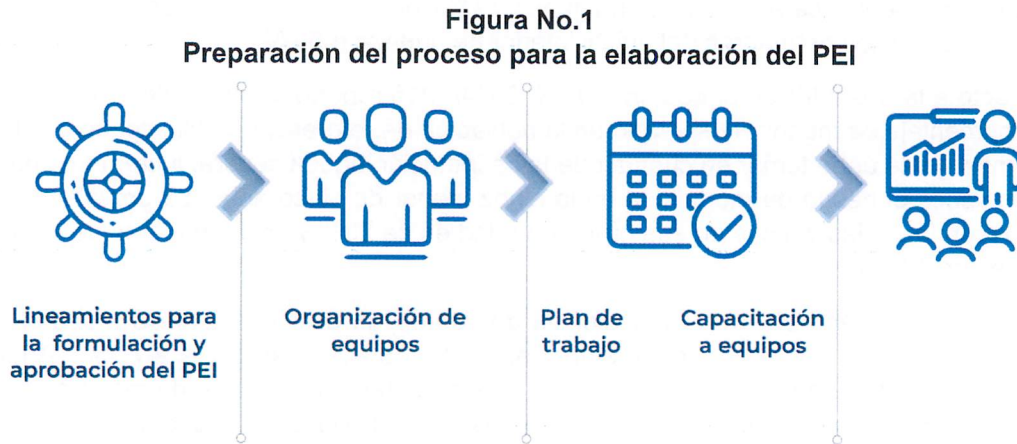 Figura No.1
Preparación del proceso para la elaboración del PEI
Lineamientos para
la formulación y
aprobación del PEI
Organización de
equipos
Plan de
trabajo
Capacitación
a equipos